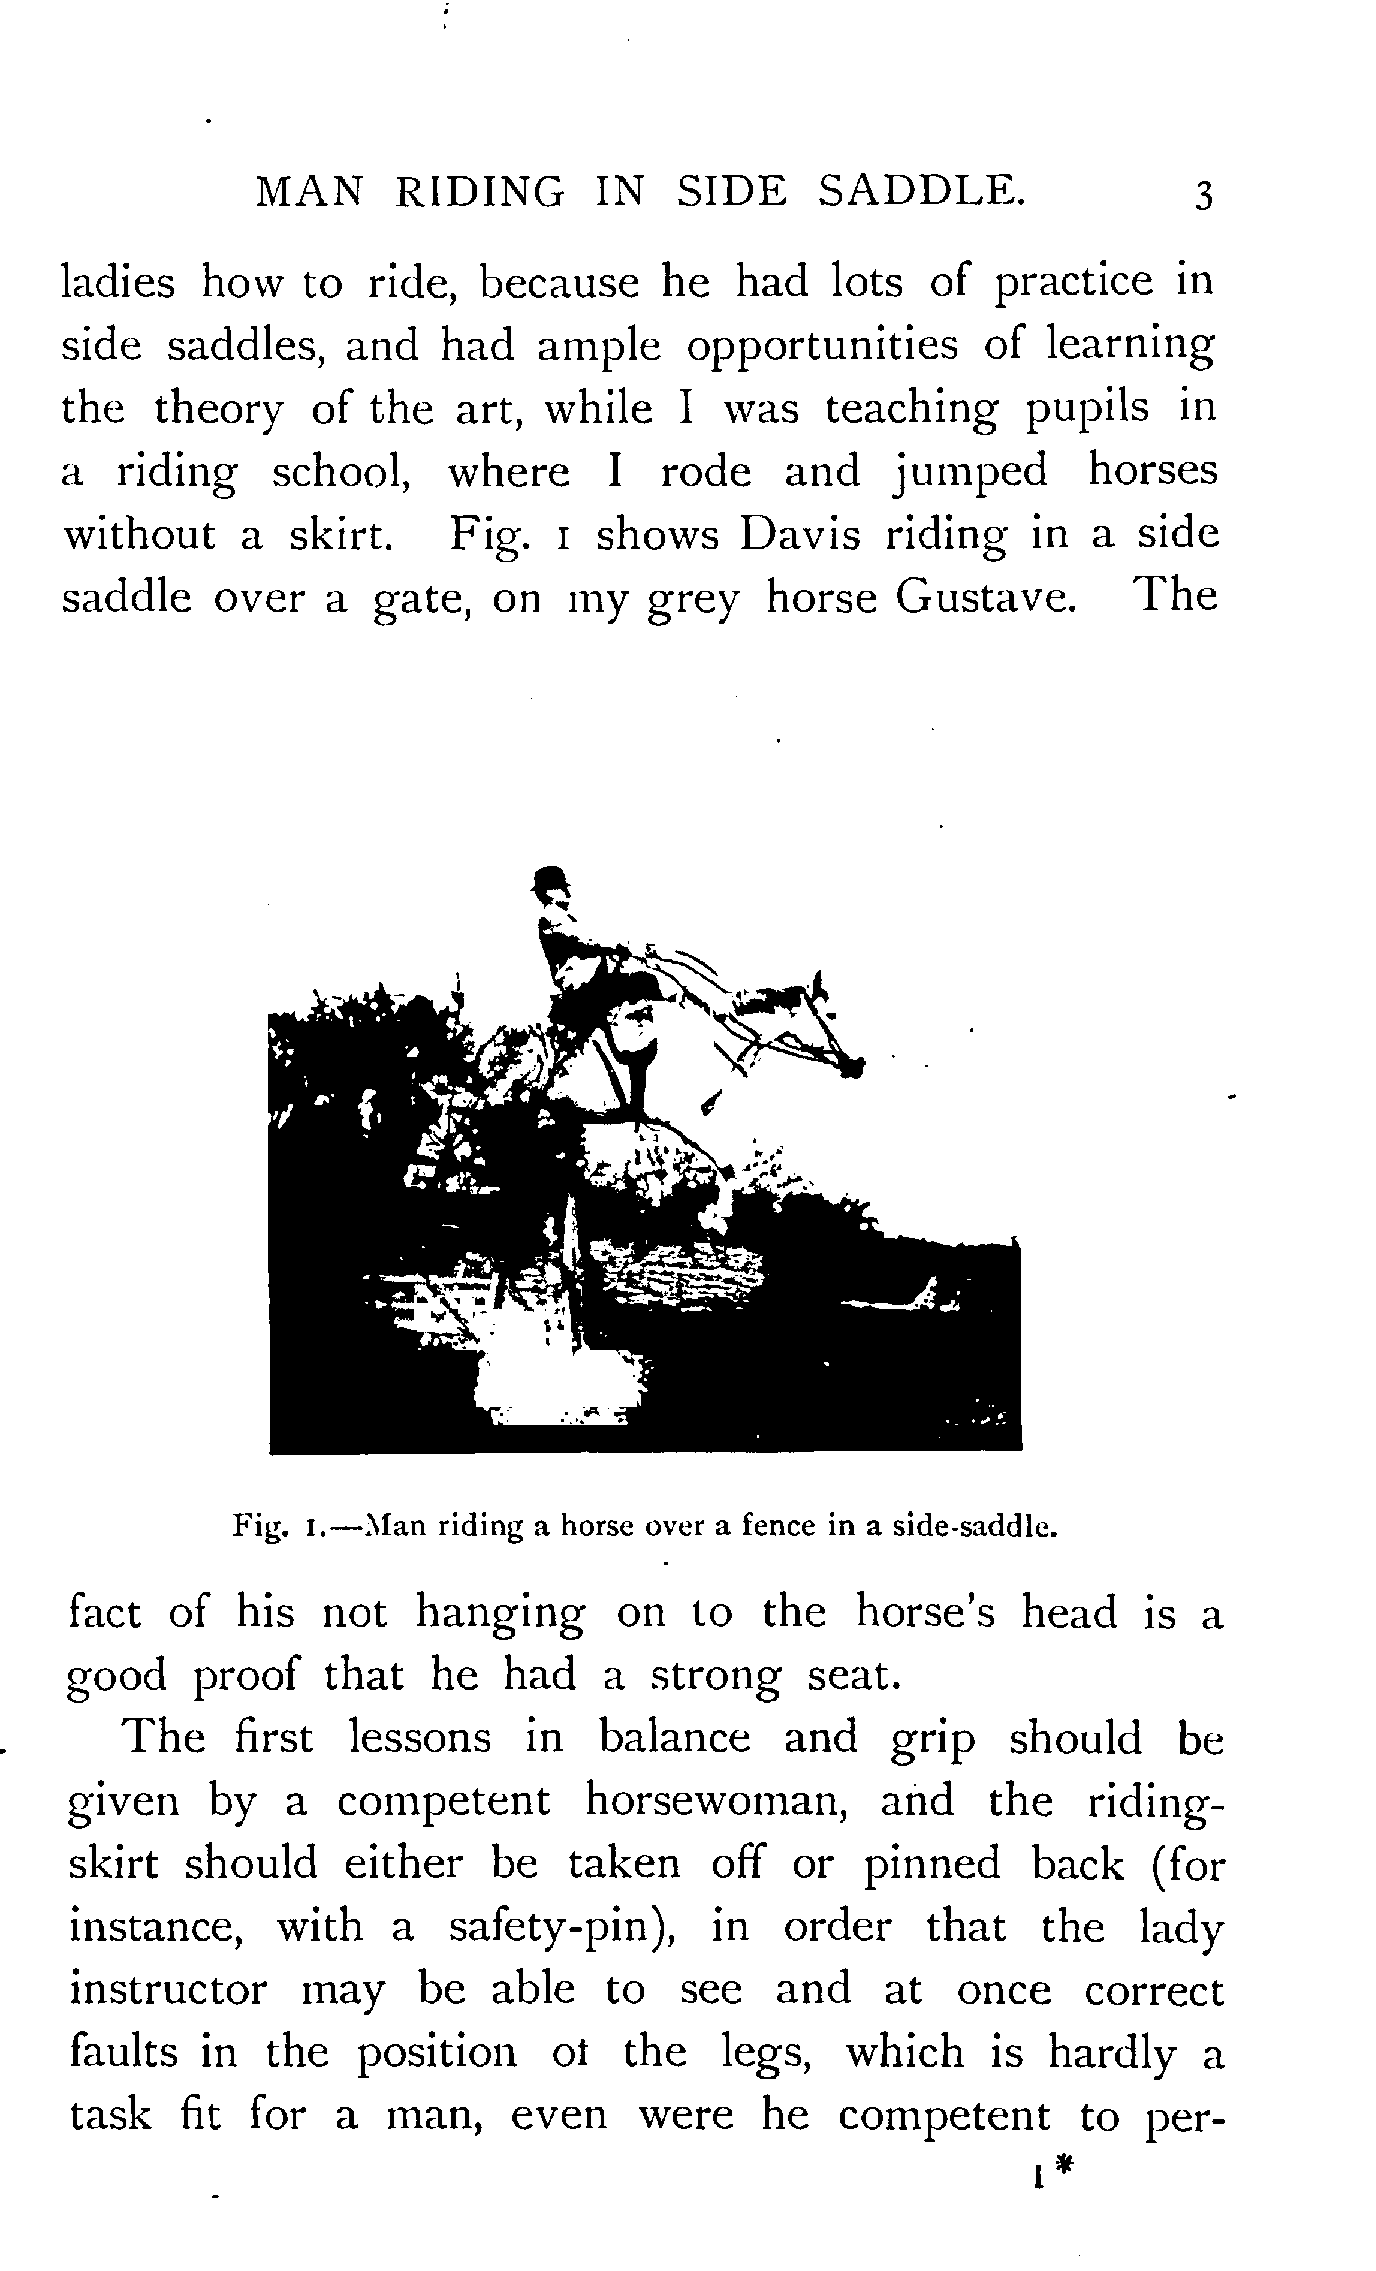 MAN RIDING IN SIDE SADDLE. 3
ladies how to ride, because he had lots of practice in
side saddles, and had ample opportunities of learning
the theory of the art, while I was teaching pupils in
a riding school, where I rode and jumped horses
without a skirt. Fig. 1 shows Davis riding in a side
saddle over a gate, on my grey horse Gustave. The
Fig. 1.—Man riding a horse over a fence in a side-saddle.
fact of his not hanging on to the horse's head is a
good proof that he had a strong seat.
The first lessons in balance and grip should be
given by a competent horsewoman, and the riding-
skirt should either be taken off or pinned back (for
instance, with a safety-pin), in order that the lady
instructor may be able to see and at once correct
faults in the position of the legs, which is hardly a
task fit for a man, even were he competent to per-
1*